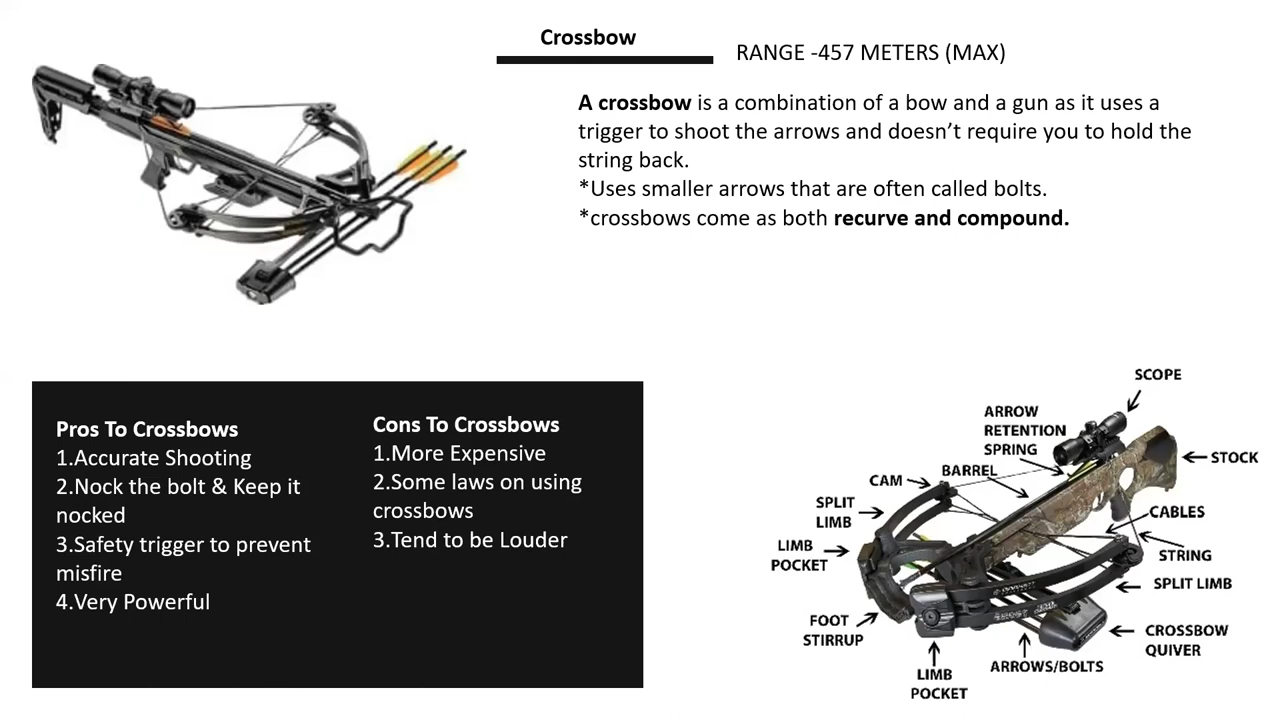 Crossbow
RANGE -457 METERS (MAX)
A crossbow is a combination of a bow and a gun as it uses a
trigger to shoot the arrows and doesn’t require you to hold the
string back.
*Uses smaller arrows that are often called bolts.
*crossbows come as both recurve and compound.
Pros To Crossbows
1.Accurate Shooting
2.Nock the bolt & Keep it
nocked
3.Safety trigger to prevent
misfire
4.Very Powerful
Cons To Crossbows
1.More Expensive
2.Some laws on using
crossbows
3.Tend to be Louder
SCOPE
ARROW
RETENTION
SPRING
STOCK
BARREL
CAM
SPLIT
LIMB
CABLES
LIMB
POCKET
STRING
SPLIT LIMB
FOOT
STIRRUP
CROSSBOW
QUIVER
ARROWS/BOLTS
LIMB
POCKET